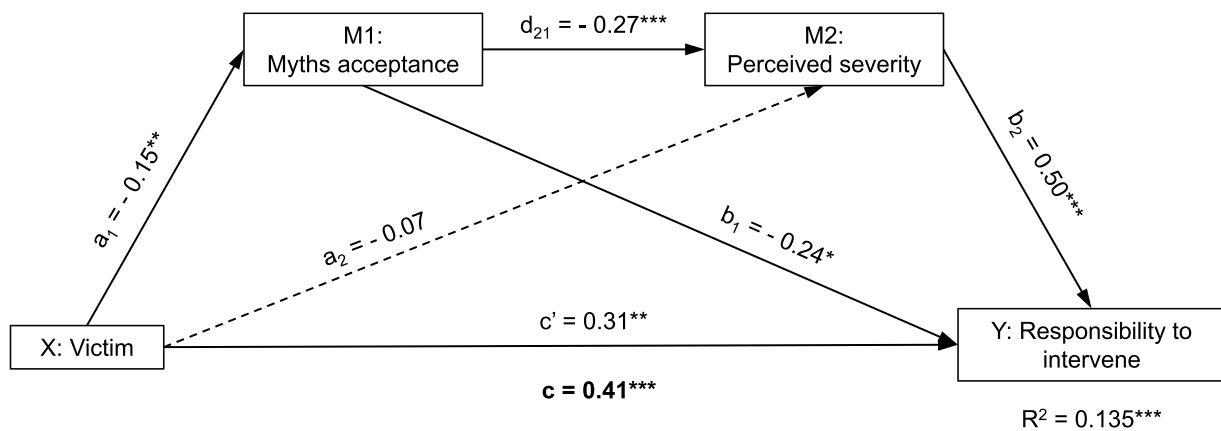 M1:
Myths acceptance
d21 = - 0.27***
M2:
Perceived severity
a1 = - 0.15**
a2 = - 0.07
b1 = - 0.24*
b2 = 0.50***
X: Victim
c’ = 0.31**
c = 0.41***
Y: Responsibility to
intervene
R² = 0.135***